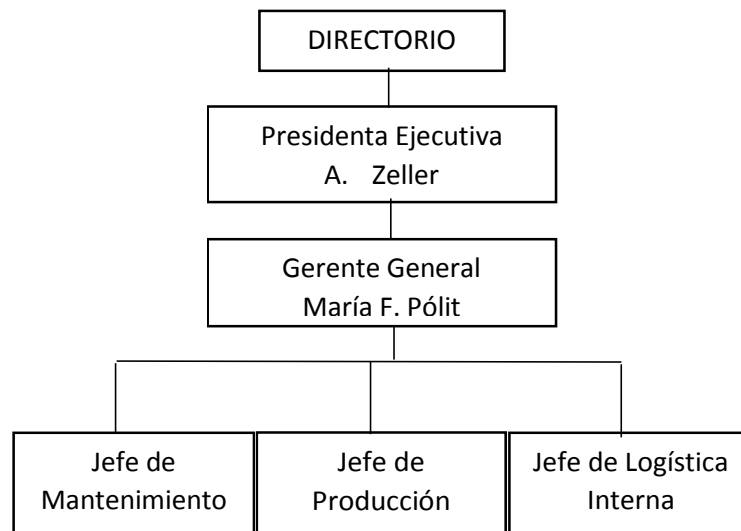 DIRECTORIO
Presidenta Ejecutiva
A. Zeller
Gerente General
María F. Pólit
Jefe de
Mantenimiento
Jefe de
Producción
Jefe de Logística
Interna